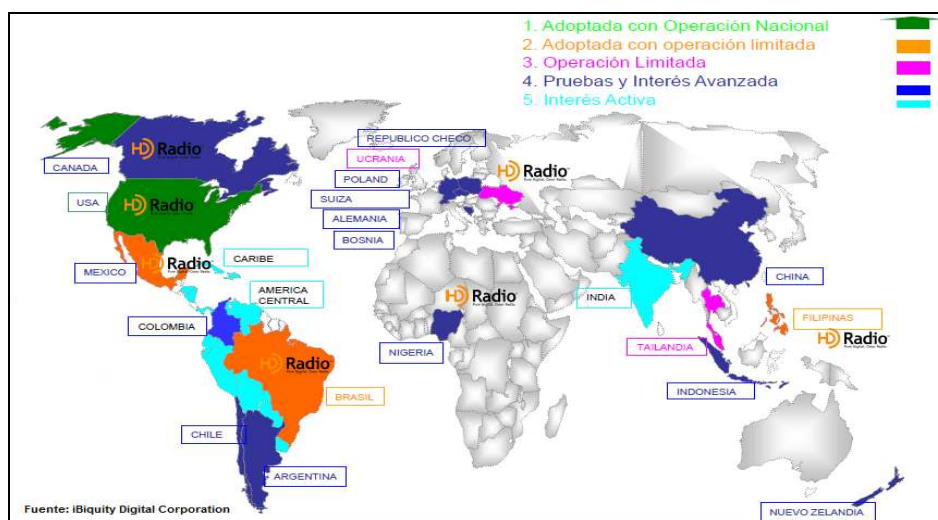 1. Adoptada con Operación Nacional
2. Adoptada con operación limitada
3. Operación Limitada
4. Pruebas y Interés Avanzada
5. Interés Activa
REPUBLICO CHECO
HD Radio
UCRANIA
HD Radio
CANADA
POLAND
USA
HD Radio
SUIZA
ALEMANIA
BOSNIA
MEXICO
HD Radio
CARIBE
CHINA
AMERICA
CENTRAL
HD Radio
INDIA
COLOMBIA
FILIPINAS
HD Radio
NIGERIA
TAILANDIA
HD Radio
BRASIL
INDONESIA
CHILE
ARGENTINA
Fuente: iBiquity Digital Corporation
NUEVO ZELANDIA